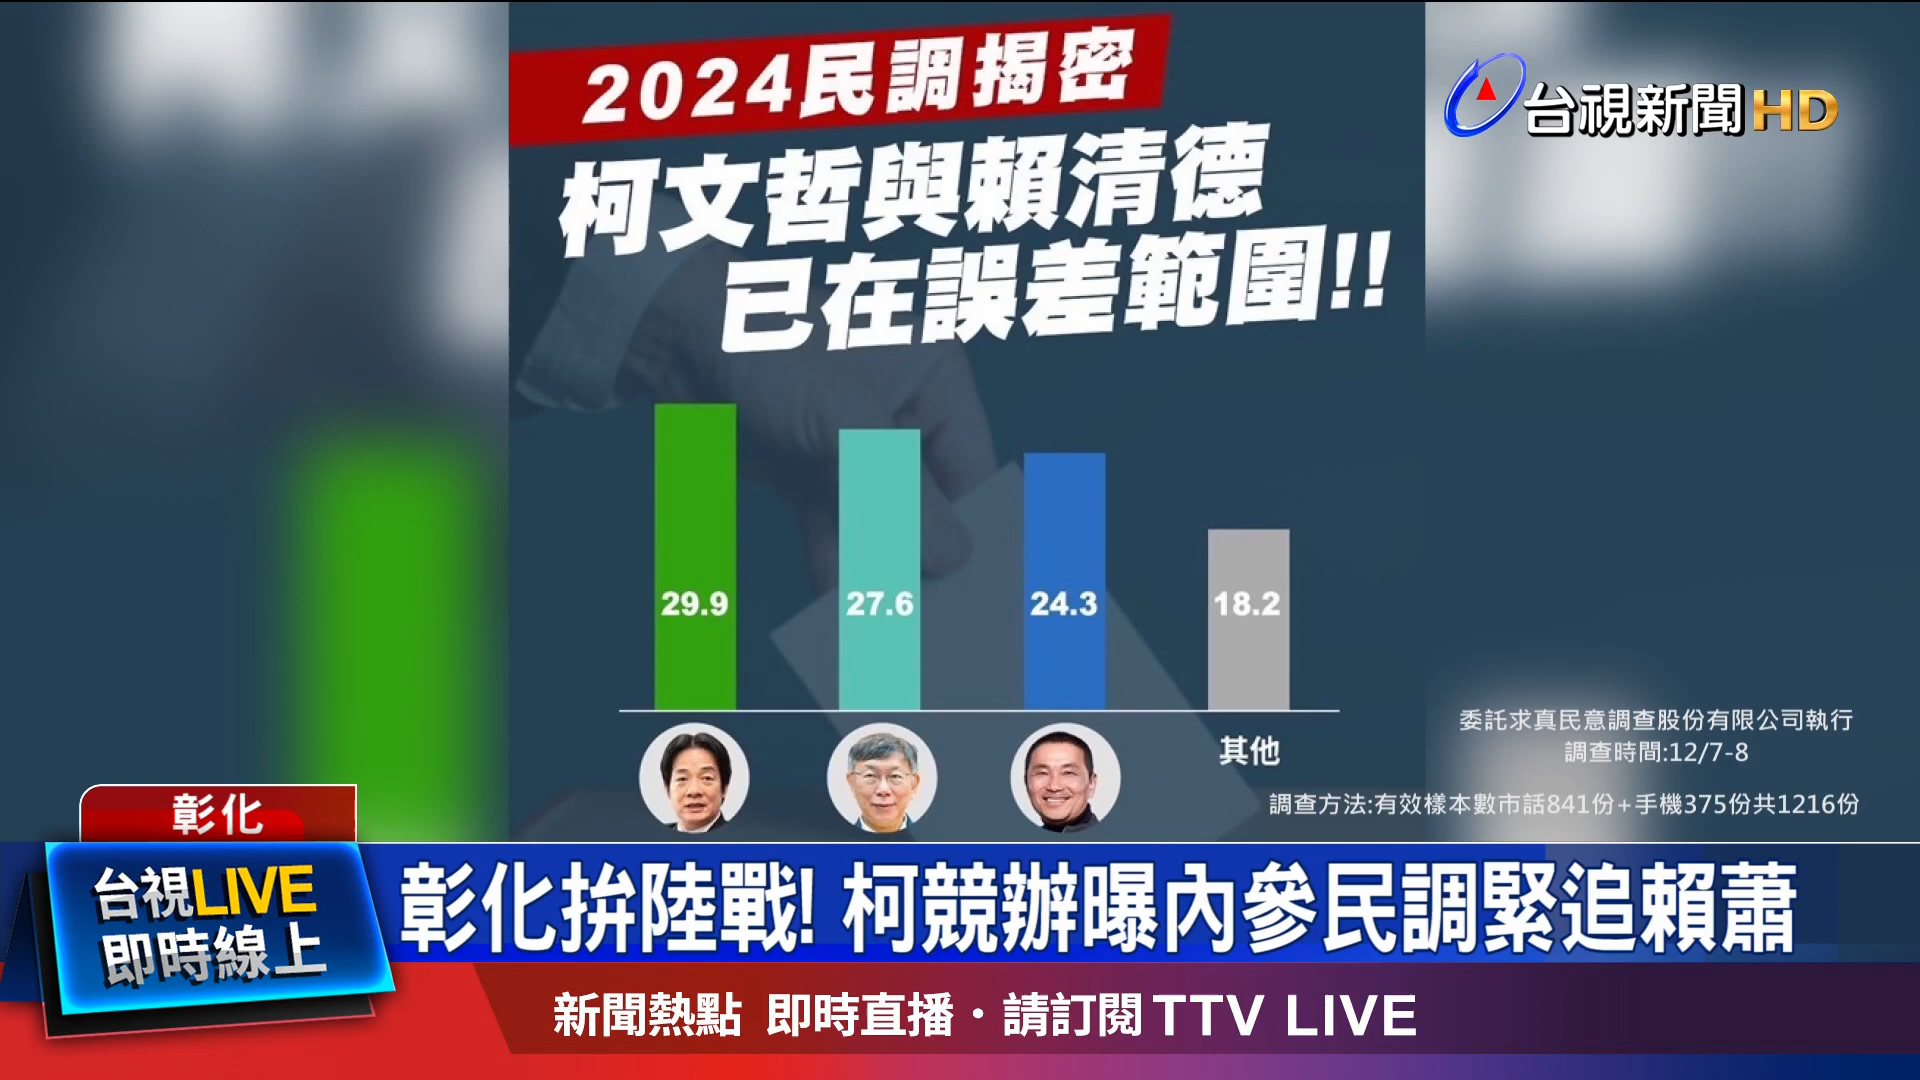 2024民調揭密
台視新聞HD
柯文哲與賴清德
已在誤差範圍!!
29.9
27.6
24.3
18.2
其他
委託求真民意調查股份有限公司執行
調查時間:12/7-8
調查方法:有效樣本數市話841份+手機375份共1216份
彰化
台視LIVE
即時線上
彰化拚陸戰! 柯競辦曝內參民調緊追賴蕭
新聞熱點 即時直播·請訂閱TTV LIVE